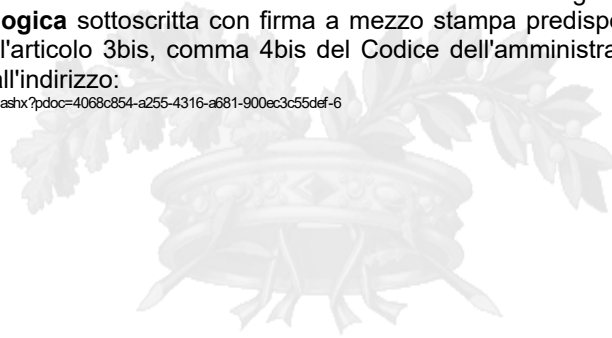 ogica sottoscritta con firma a mezzo stampa predispo
l'articolo 3bis, comma 4bis del Codice dell'amministra
all'indirizzo:
ashx?pdoc=4068c854-a255-4316-a681-900ec3c55def-6